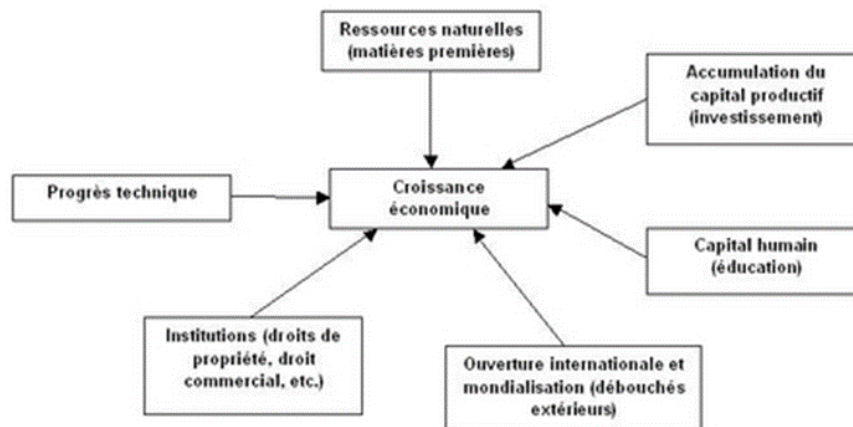 Ressources naturelles
(matières premières)
Accumulation du
capital productif
(investissement)
Progrès technique
Croissance
économique
Capital humain
(éducation)
Institutions (droits de
propriété, droit
commercial, etc.)
Ouverture internationale et
mondialisation (débouchés
extérieurs)